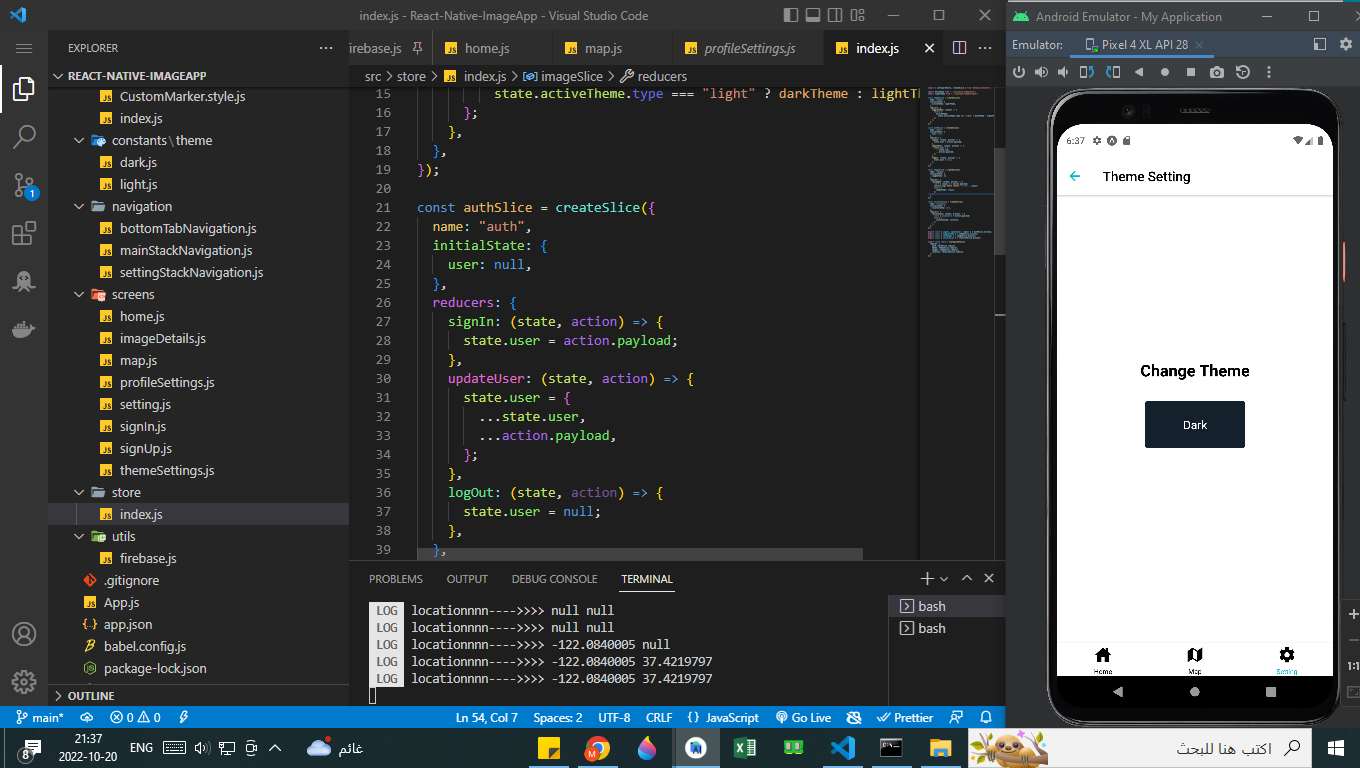 index.js - React-Native-ImageApp - Visual Studio Code
EXPLORER
REACT-NATIVE-IMAGEAPP
CustomMarker.style.js
index.js
constants\theme
dark.js
light.js
navigation
bottomTabNavigation.js
mainStackNavigation.js
settingStackNavigation.js
screens
home.js
imageDetails.js
map.js
profileSettings.js
setting.js
signIn.js
signUp.js
themeSettings.js
store
index.js
utils
firebase.js
.gitignore
App.js
app.json
babel.config.js
package-lock.json
OUTLINE
irebase.js
home.js
map.js
profileSettings.js
index.js
src > store > index.js > imageSlice > reducers
15 state.activeTheme.type === "light" ? darkTheme : lightTh
16 };
17 },
18 },
19 });
20
21 const authSlice = createSlice({
22 name: "auth",
23 initialState: {
24 user: null,
25 },
26 reducers: {
27 signIn: (state, action) => {
28 state.user = action.payload;
29 },
30 updateUser: (state, action) => {
31 state.user = {
32 ...state.user,
33 ...action.payload,
34 };
35 },
36 logOut: (state, action) => {
37 state.user = null;
38 },
39 },
PROBLEMS
OUTPUT
DEBUG CONSOLE
TERMINAL
LOG locationnnn---->>>> null null
LOG locationnnn---->>>> null null
LOG locationnnn---->>>> -122.0840005 null
LOG locationnnn---->>>> -122.0840005 37.4219797
LOG locationnnn---->>>> -122.0840005 37.4219797
bash
bash
main*
0
0
Ln 54, Col 7
Spaces: 2
UTF-8
CRLF
{} JavaScript
Go Live
Prettier
Android Emulator - My Application
Emulator:
Pixel 4 XL API 28
6:37
Theme Setting
Change Theme
Dark
Home
Map
Setting
1:1
8
21:37
2022-10-20
ENG
غائم
اكتب هنا للبحث